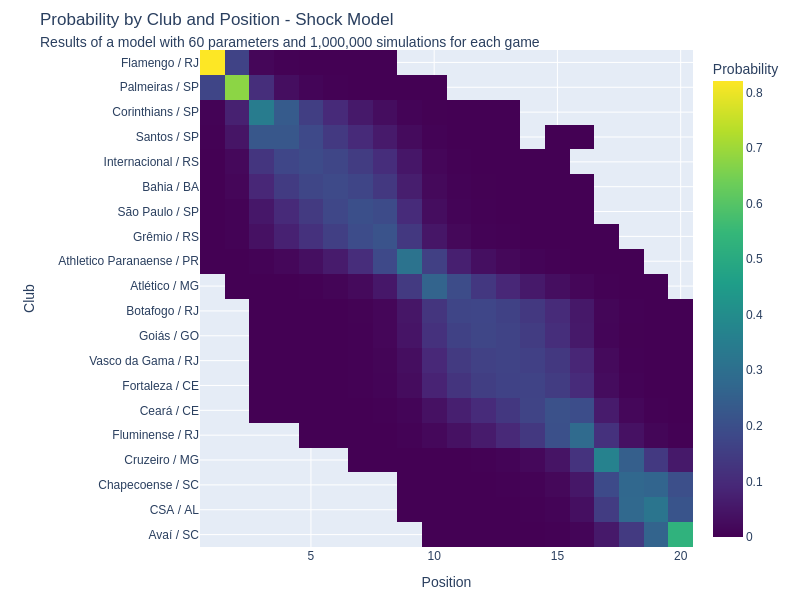 Probability by Club and Position - Shock Model
Results of a model with 60 parameters and 1,000,000 simulations for each game
Probability
Flamengo / RJ
Palmeiras / SP
Corinthians / SP
Santos / SP
Internacional / RS
Bahia / BA
São Paulo / SP
Grêmio / RS
Athletico Paranaense / PR
Atlético / MG
Botafogo / RJ
Goiás / GO
Vasco da Gama / RJ
Fortaleza / CE
Ceará / CE
Fluminense / RJ
Cruzeiro / MG
Chapecoense / SC
CSA / AL
Avaí / SC
Club
0.8
0.7
0.6
0.5
0.4
0.3
0.2
0.1
0
5
10
15
20
Position